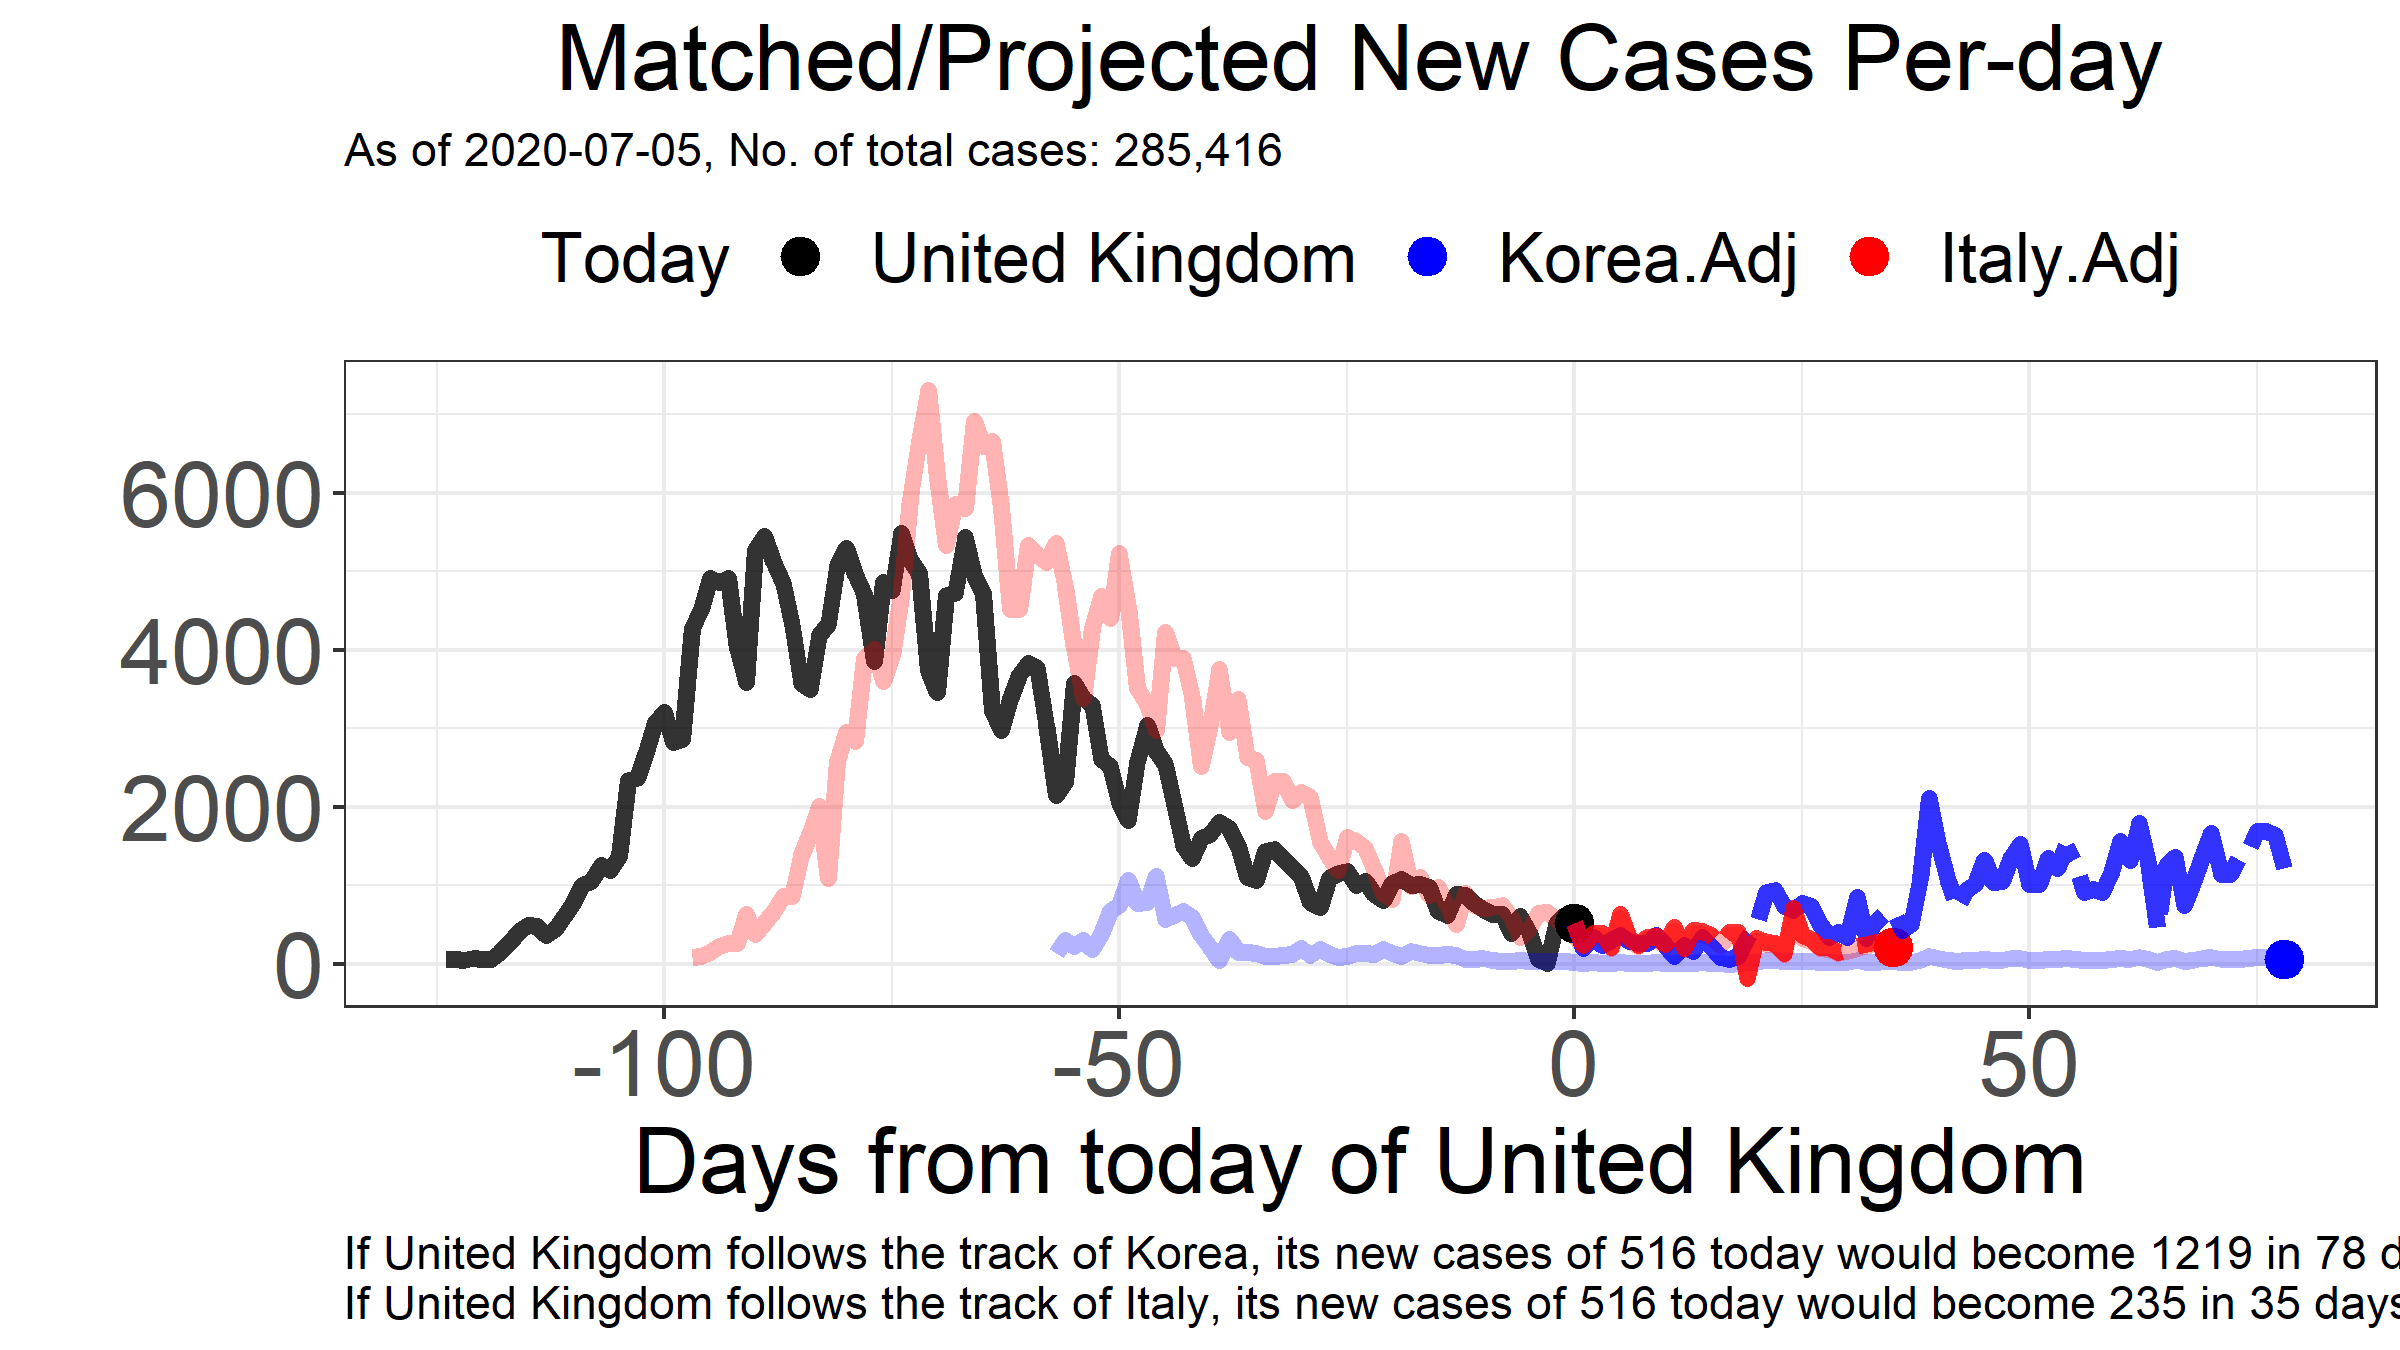 Matched/Projected New Cases Per-day
As of 2020-07-05, No. of total cases: 285,416
Today United Kingdom Korea.Adj Italy.Adj
6000
4000
2000
0
-100 -50 0 50
Days from today of United Kingdom
If United Kingdom follows the track of Korea, its new cases of 516 today would become 1219 in 78
If United Kingdom follows the track of Italy, its new cases of 516 today would become 235 in 35 days